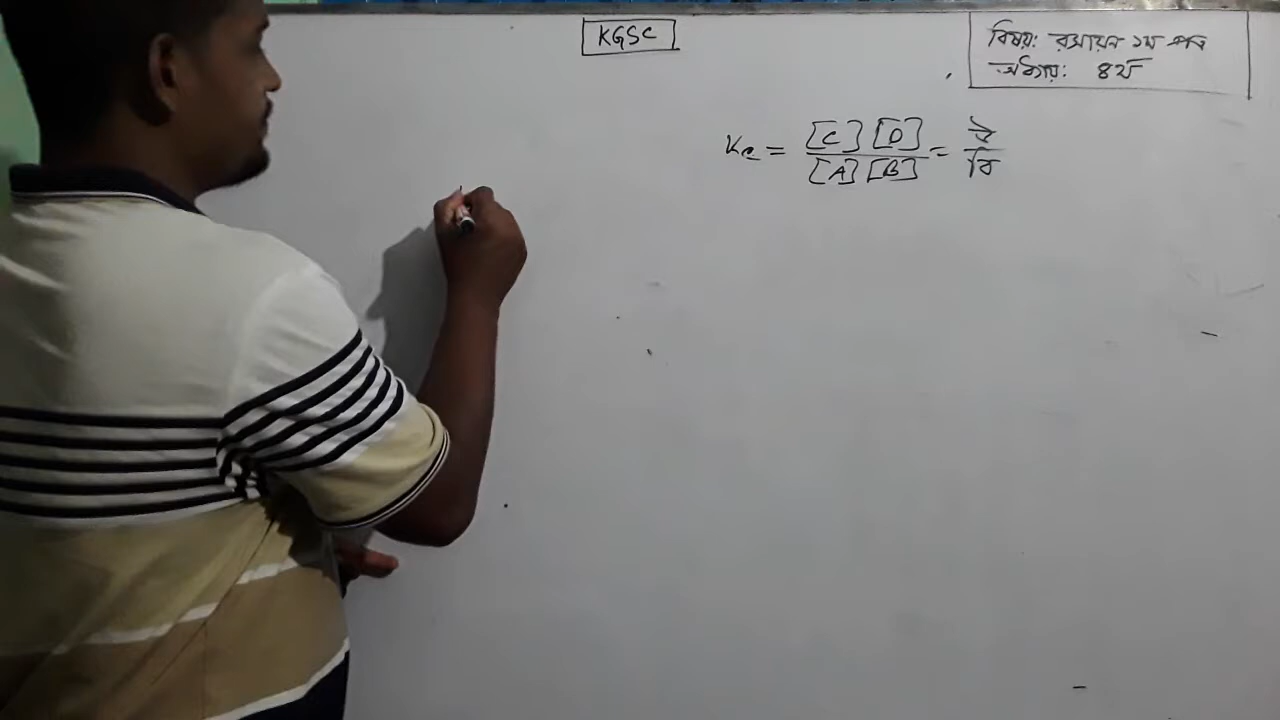 KGSC
বিষয়: রসায়ন ১ম পত্র
অধ্যায়: ৪র্থ
Kc = [C] [D] / [A] [B] = উ / বি